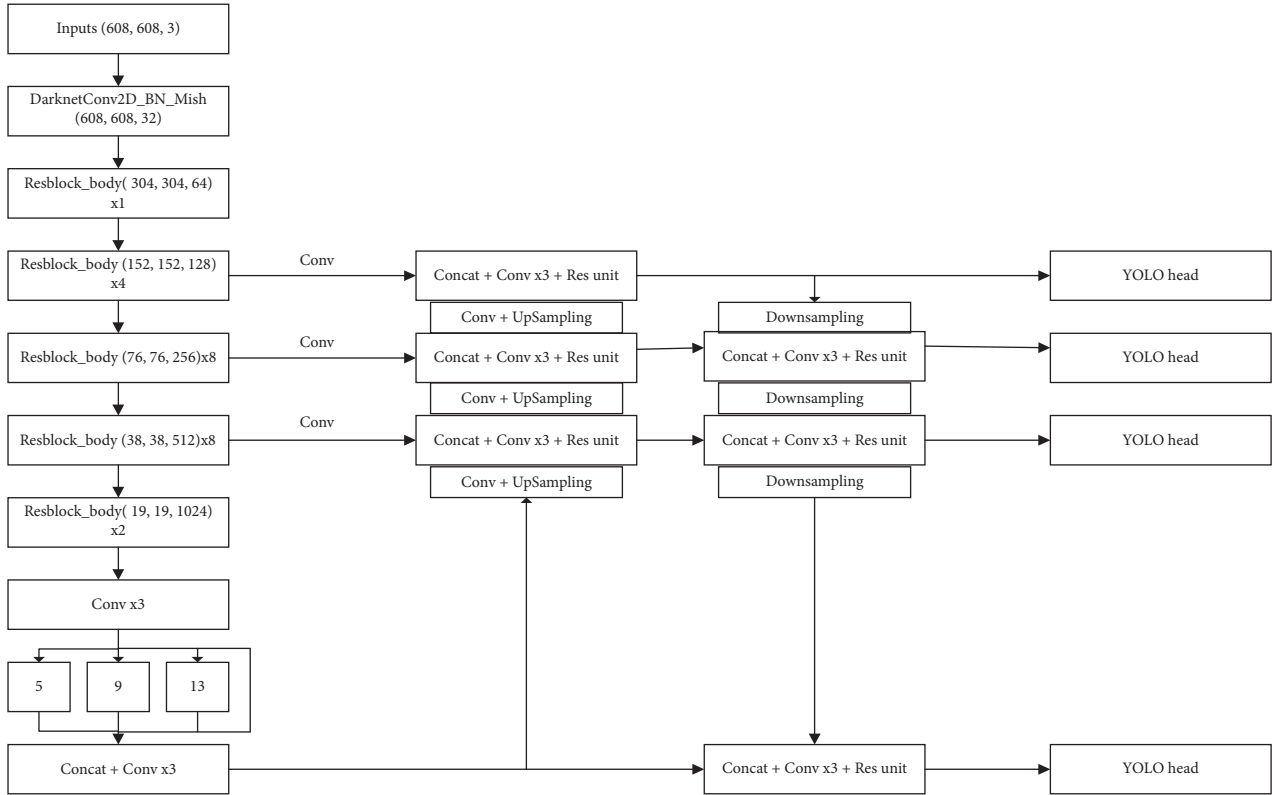 Inputs (608, 608, 3)
DarknetConv2D_BN_Mish
(608, 608, 32)
Resblock_body( 304, 304, 64)
x1
Resblock_body (152, 152, 128)
x4
Conv
Concat + Conv x3 + Res unit
YOLO head
Conv + UpSampling
Downsampling
Resblock_body (76, 76, 256)x8
Conv
Concat + Conv x3 + Res unit
Concat + Conv x3 + Res unit
YOLO head
Conv + UpSampling
Downsampling
Resblock_body (38, 38, 512)x8
Conv
Concat + Conv x3 + Res unit
Concat + Conv x3 + Res unit
YOLO head
Conv + UpSampling
Downsampling
Resblock_body( 19, 19, 1024)
x2
Conv x3
5
9
13
Concat + Conv x3
Concat + Conv x3 + Res unit
YOLO head